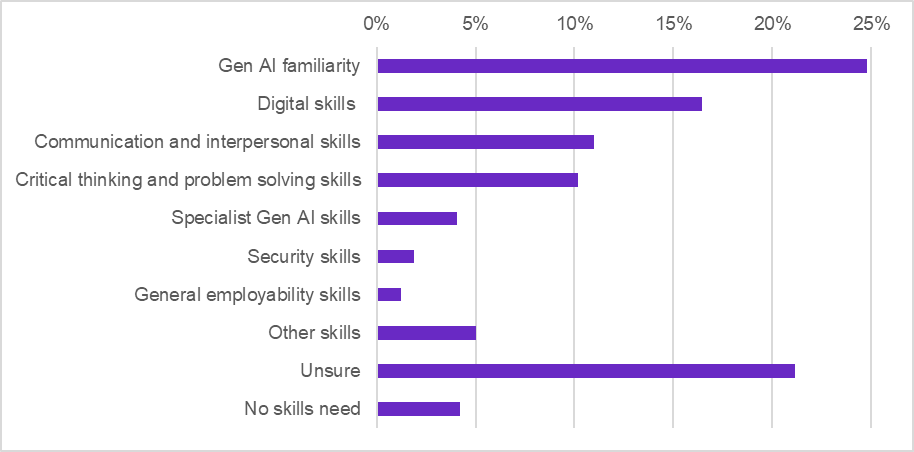 0% 5% 10% 15% 20% 25%
Gen AI familiarity
Digital skills
Communication and interpersonal skills
Critical thinking and problem solving skills
Specialist Gen AI skills
Security skills
General employability skills
Other skills
Unsure
No skills need